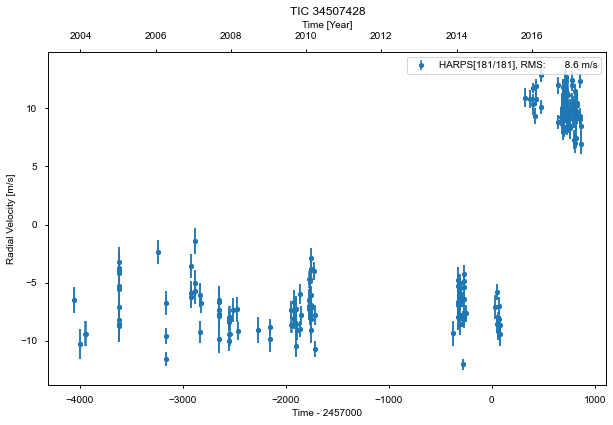 TIC 34507428
Time [Year]
2004 2006 2008 2010 2012 2014 2016
HARPS[181/181], RMS: 8.6 m/s
10
5
0
−5
−10
Radial Velocity [m/s]
−4000 −3000 −2000 −1000 0 1000
Time - 2457000